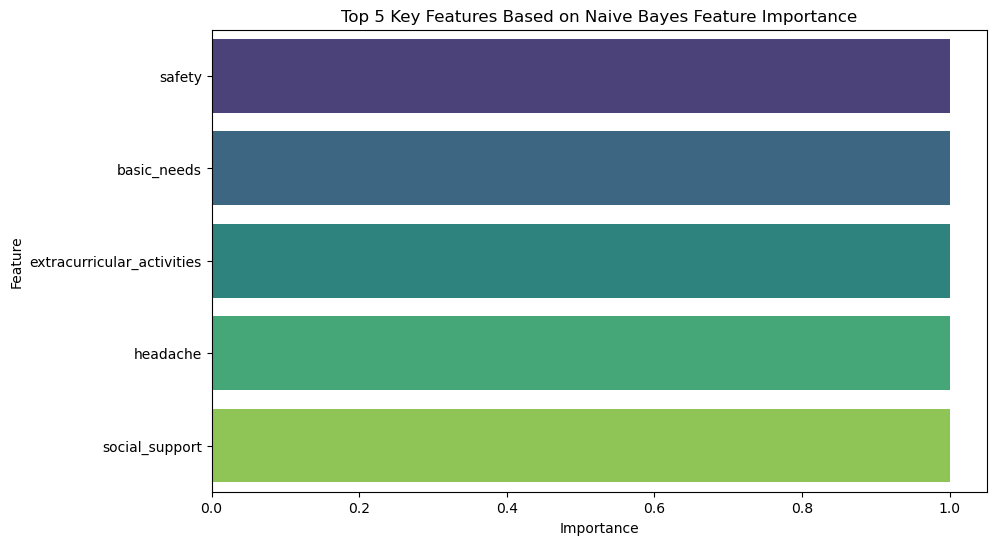 Top 5 Key Features Based on Naive Bayes Feature Importance
Feature
safety
basic_needs
extracurricular_activities
headache
social_support
0.0 0.2 0.4 0.6 0.8 1.0
Importance